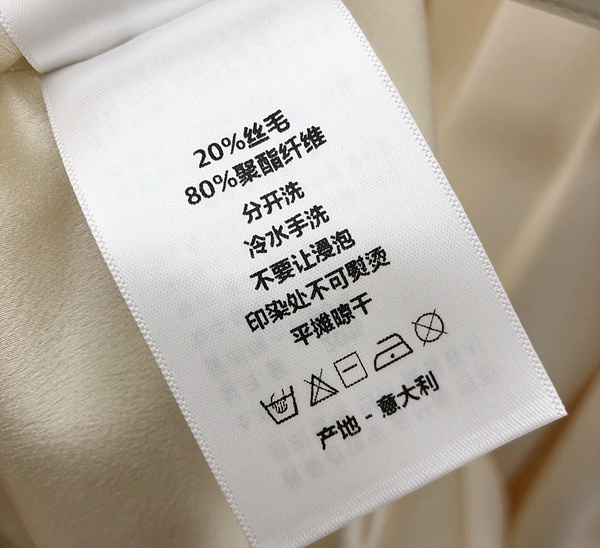 20%丝毛
80%聚酯纤维
分开洗
冷水手洗
不要让浸泡
印染处不可熨烫
平摊晾干
产地 - 意大利